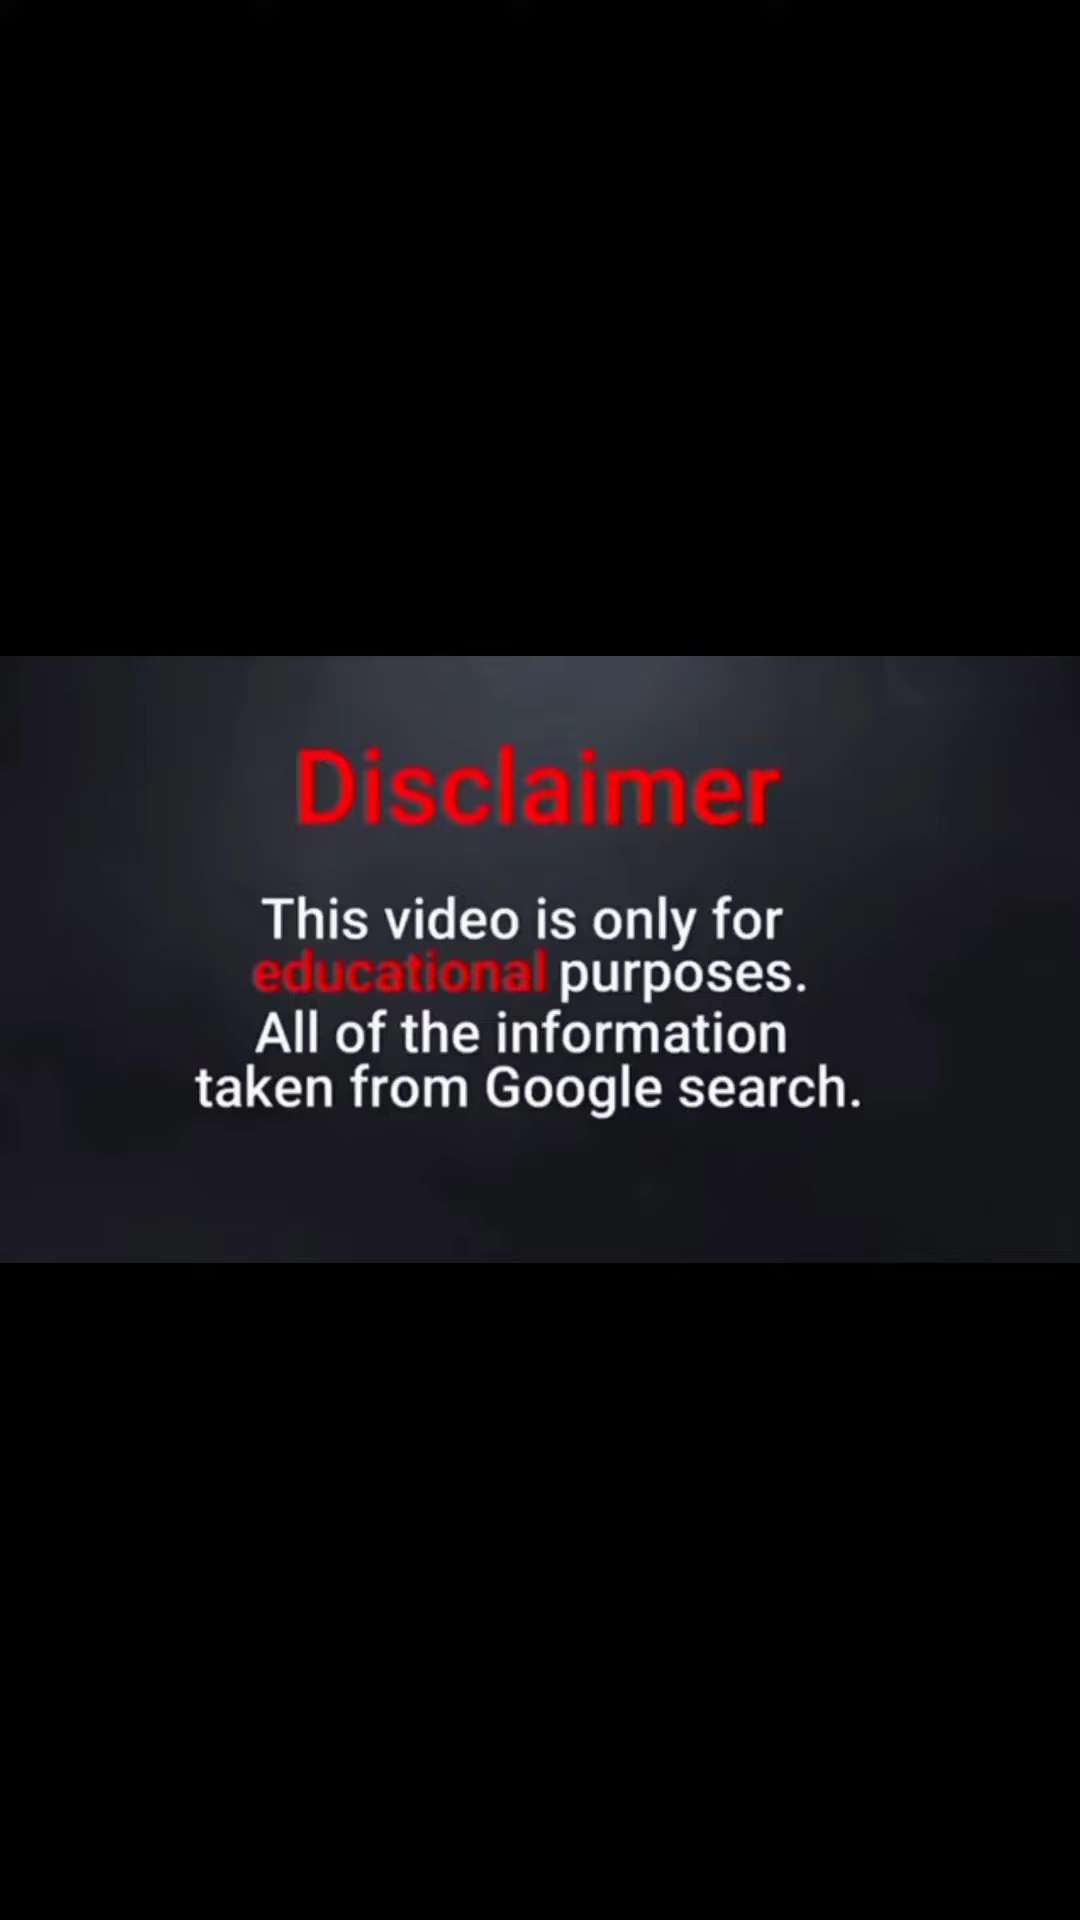 Disclaimer
This video is only for
educational purposes.
All of the information
taken from Google search.